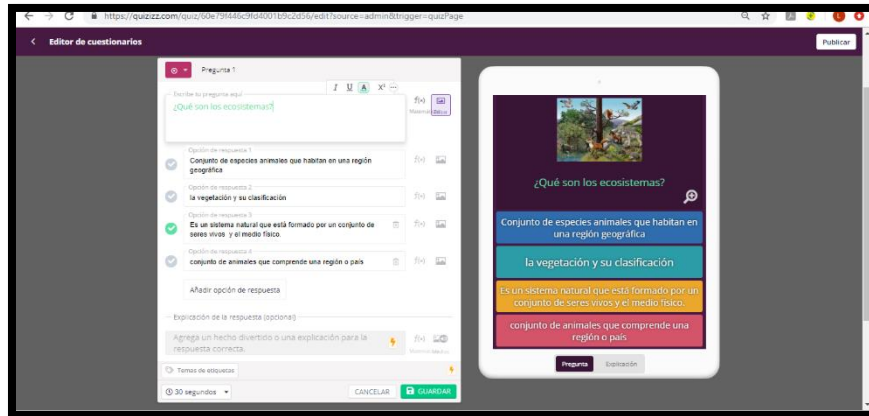 https://quizizz.com/quiz/60e79f446c9fd4001b9c2d56/edit?source=admin&trigger=quizPage
Editor de cuestionarios
Publicar
Pregunta 1
I U A X² ...
Escribe tu pregunta aquí
¿Qué son los ecosistemas?
f(x)
Opción de respuesta 1
Conjunto de especies animales que habitan en una región
geográfica
f(x)
Opción de respuesta 2
la vegetación y su clasificación
f(x)
Opción de respuesta 3
Es un sistema natural que está formado por un conjunto de
seres vivos y el medio físico.
f(x)
Opción de respuesta 4
conjunto de animales que comprende una región o país
f(x)
Añadir opción de respuesta
Explicación de la respuesta (opcional)
Agrega un hecho divertido o una explicación para la
respuesta correcta.
f(x)
Temas de etiquetas
30 segundos
CANCELAR
GUARDAR
¿Qué son los ecosistemas?
Conjunto de especies animales que habitan en
una región geográfica
la vegetación y su clasificación
Es un sistema natural que está formado por un
conjunto de seres vivos y el medio físico.
conjunto de animales que comprende una
región o país
Pregunta
Explicación